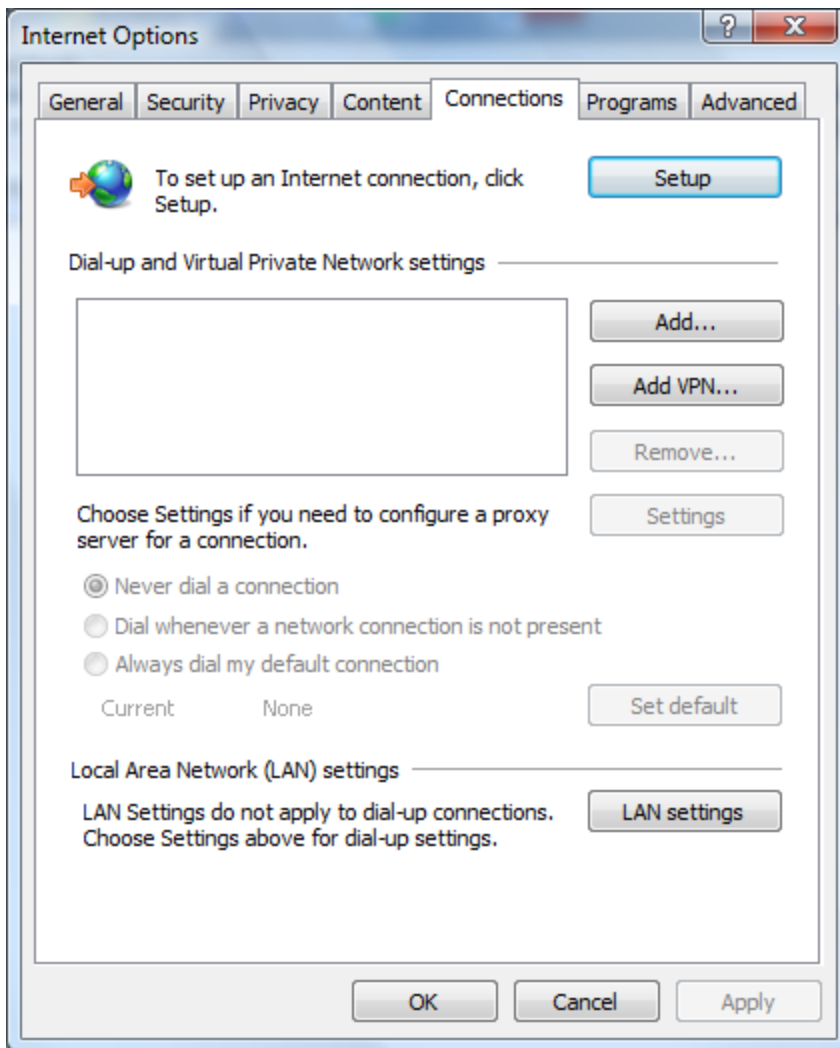 Internet Options
General Security Privacy Content Connections Programs Advanced
To set up an Internet connection, click
Setup.
Setup
Dial-up and Virtual Private Network settings
Add...
Add VPN...
Remove...
Choose Settings if you need to configure a proxy
server for a connection.
Settings
Never dial a connection
Dial whenever a network connection is not present
Always dial my default connection
Current None
Set default
Local Area Network (LAN) settings
LAN Settings do not apply to dial-up connections.
Choose Settings above for dial-up settings.
LAN settings
OK Cancel Apply